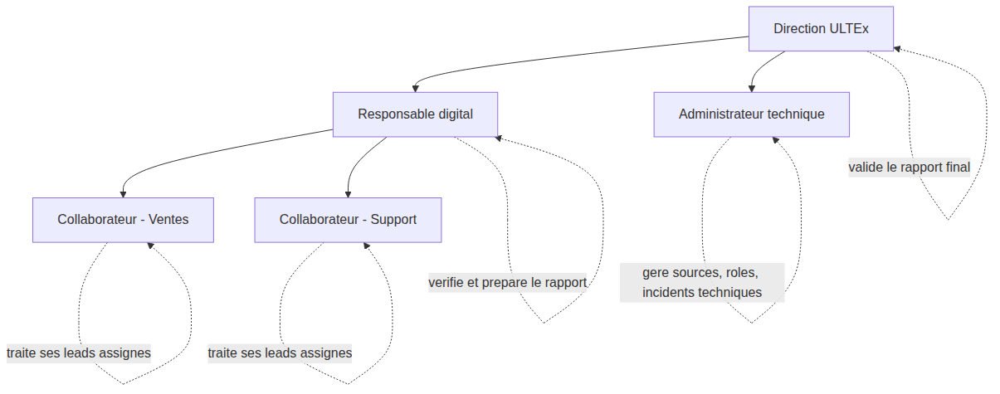 Direction ULTEx
Responsable digital
Administrateur technique
valide le rapport final
Collaborateur - Ventes
Collaborateur - Support
verifie et prepare le rapport
gere sources, roles,
incidents techniques
traite ses leads assignes
traite ses leads assignes